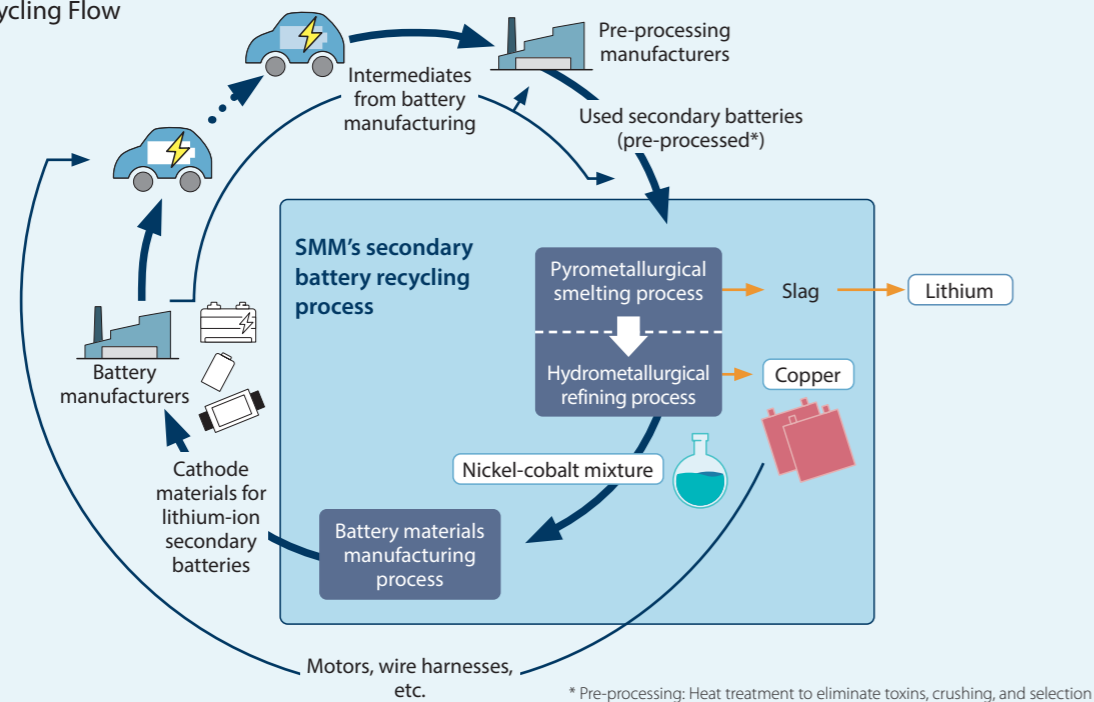 cycling Flow
Pre-processing
manufacturers
Intermediates
from battery
manufacturing
Used secondary batteries
(pre-processed*)
SMM's secondary
battery recycling
process
Pyrometallurgical
smelting process
Slag
Lithium
Hydrometallurgical
refining process
Copper
Battery
manufacturers
Nickel-cobalt mixture
Cathode
materials for
lithium-ion
secondary
batteries
Battery materials
manufacturing
process
Motors, wire harnesses,
etc.
* Pre-processing: Heat treatment to eliminate toxins, crushing, and selection